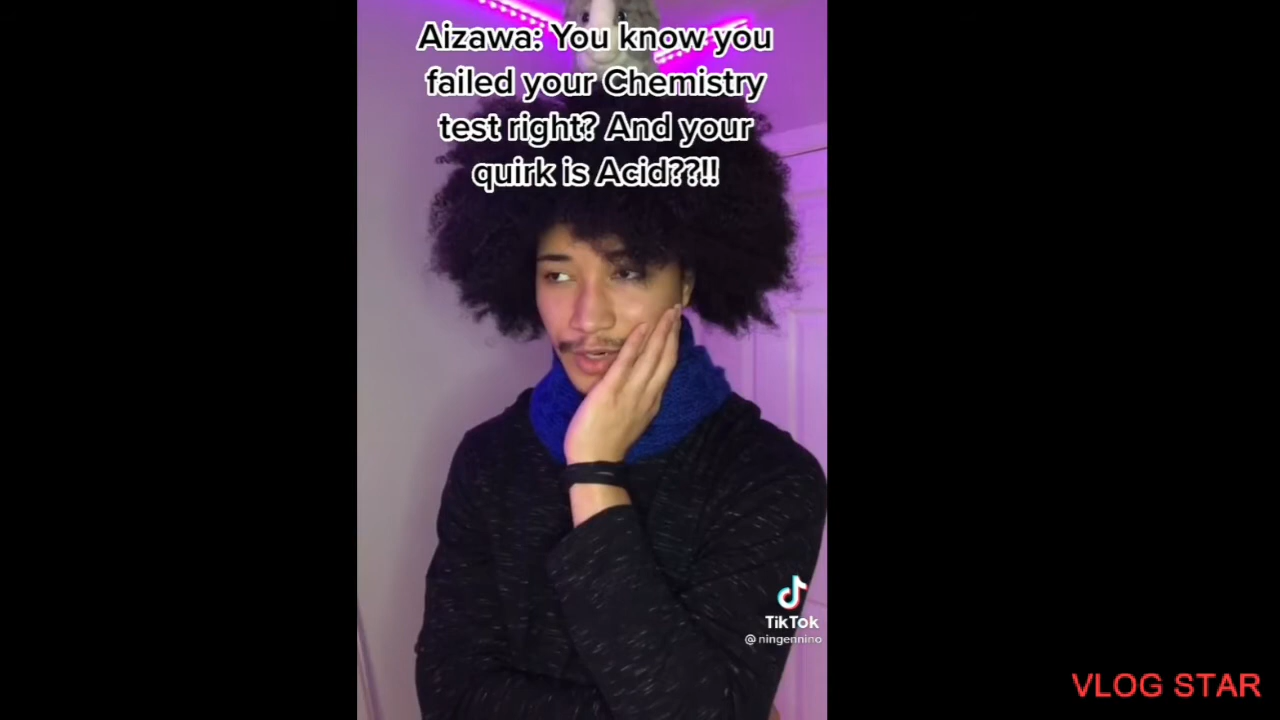 Aizawa: You know you
failed your Chemistry
test right? And your
quirk is Acid??!!
TikTok
@ningennino
VLOG STAR